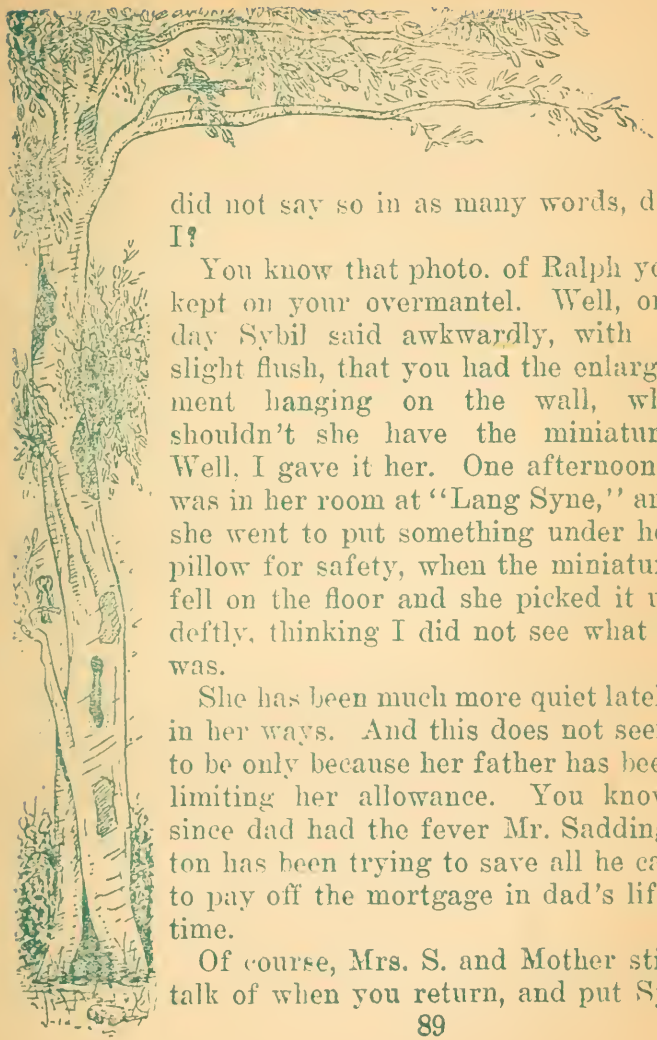 did not say so in as many words, d
I?
You know that photo. of Ralph yo
kept on your overmantel. Well, on
day Sybil said awkwardly, with
slight flush, that you had the enlarg
ment hanging on the wall, wh
shouldn't she have the miniatur
Well, I gave it her. One afternoon
was in her room at "Lang Syne," an
she went to put something under he
pillow for safety, when the miniatur
fell on the floor and she picked it u
deftly, thinking I did not see what
was.
She has been much more quiet latel
in her ways. And this does not see
to be only because her father has bee
limiting her allowance. You know
since dad had the fever Mr. Sadding
ton has been trying to save all he ca
to pay off the mortgage in dad's lif
time.
Of course, Mrs. S. and Mother sti
talk of when you return, and put Sy
89